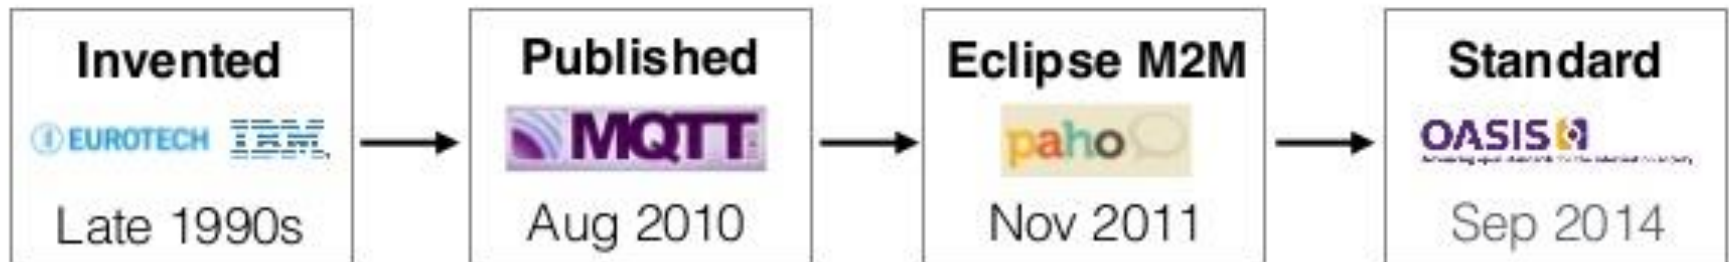 Invented
EUROTECH IBM
Late 1990s
Published
MQTT
Aug 2010
Eclipse M2M
paho
Nov 2011
Standard
OASIS
Sep 2014